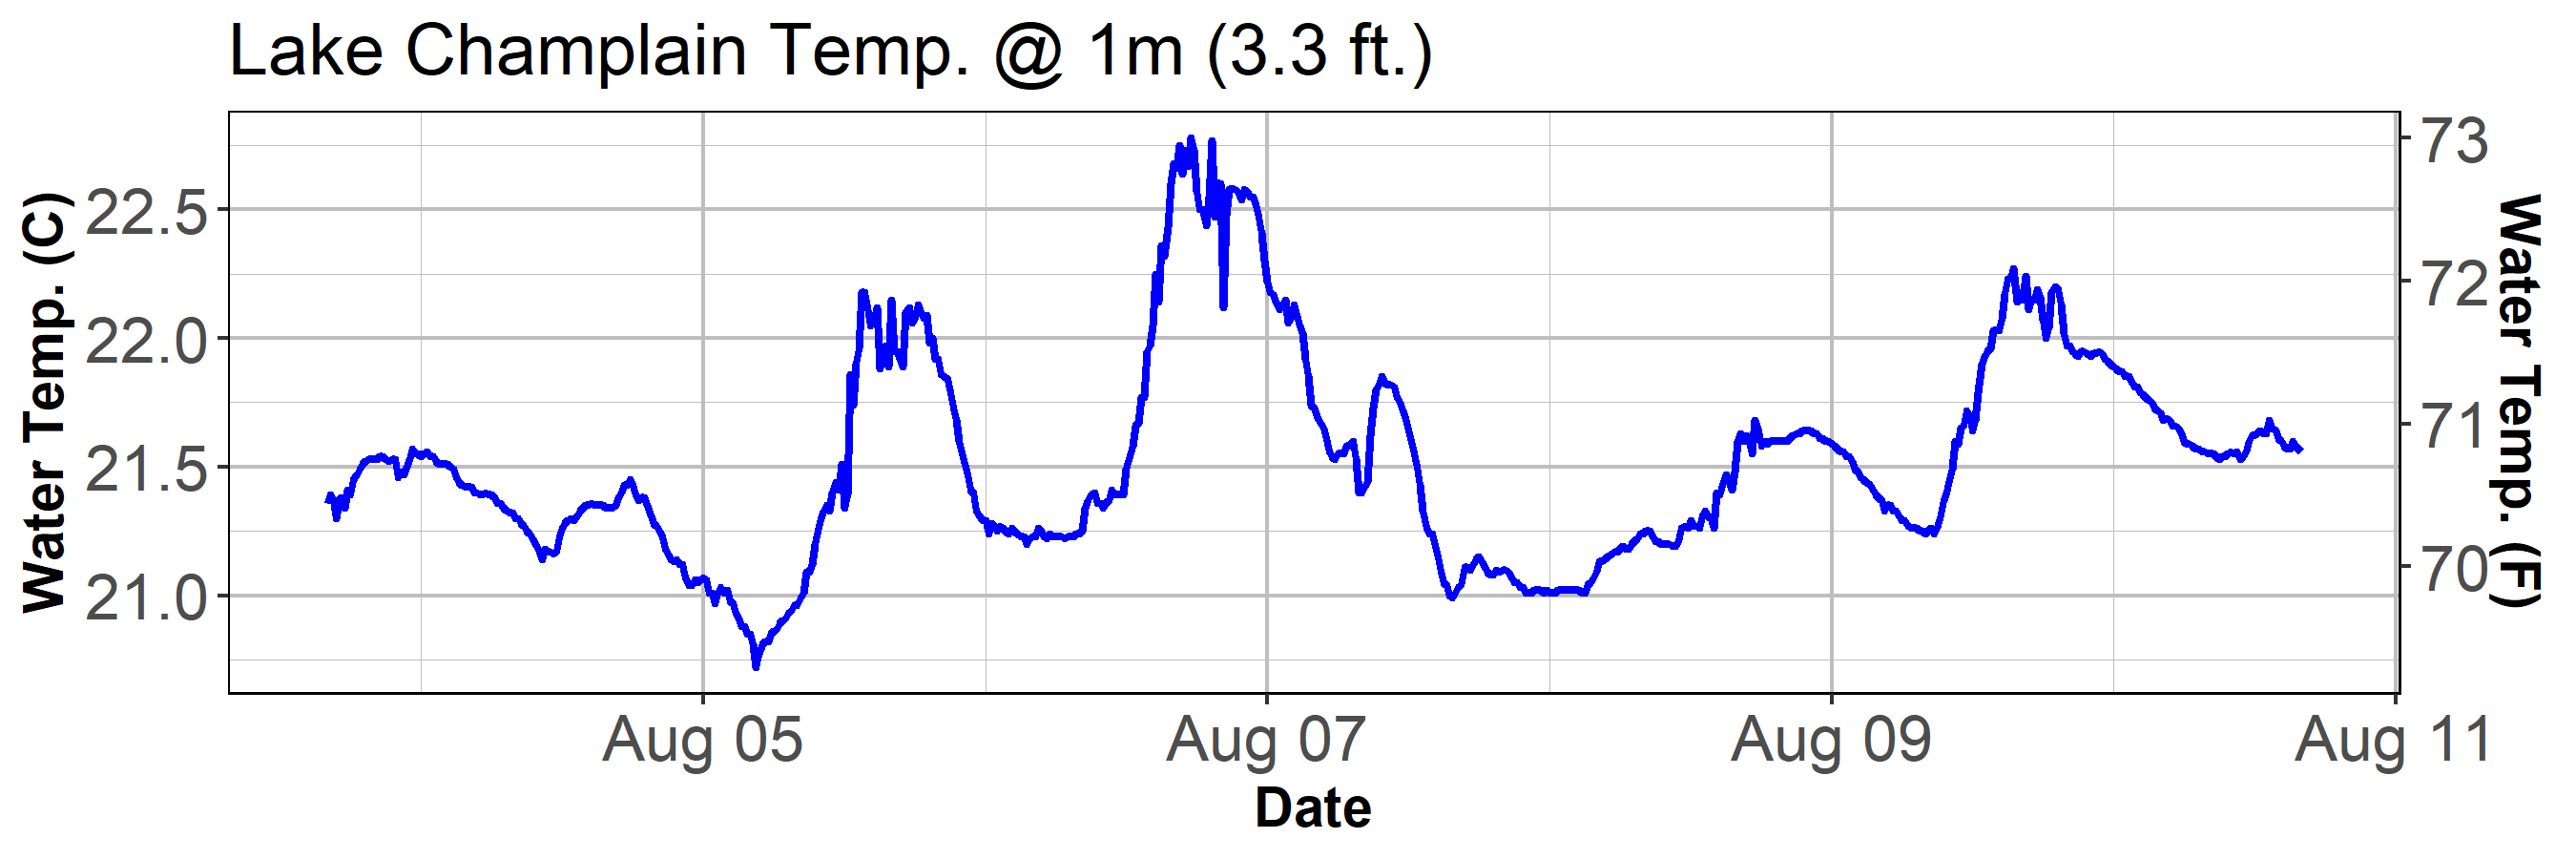 Lake Champlain Temp. @ 1m (3.3 ft.)
Water Temp. (C)
22.5
22.0
21.5
21.0
73
72
71
70
Water Temp. (F)
Aug 05
Aug 07
Aug 09
Aug 11
Date